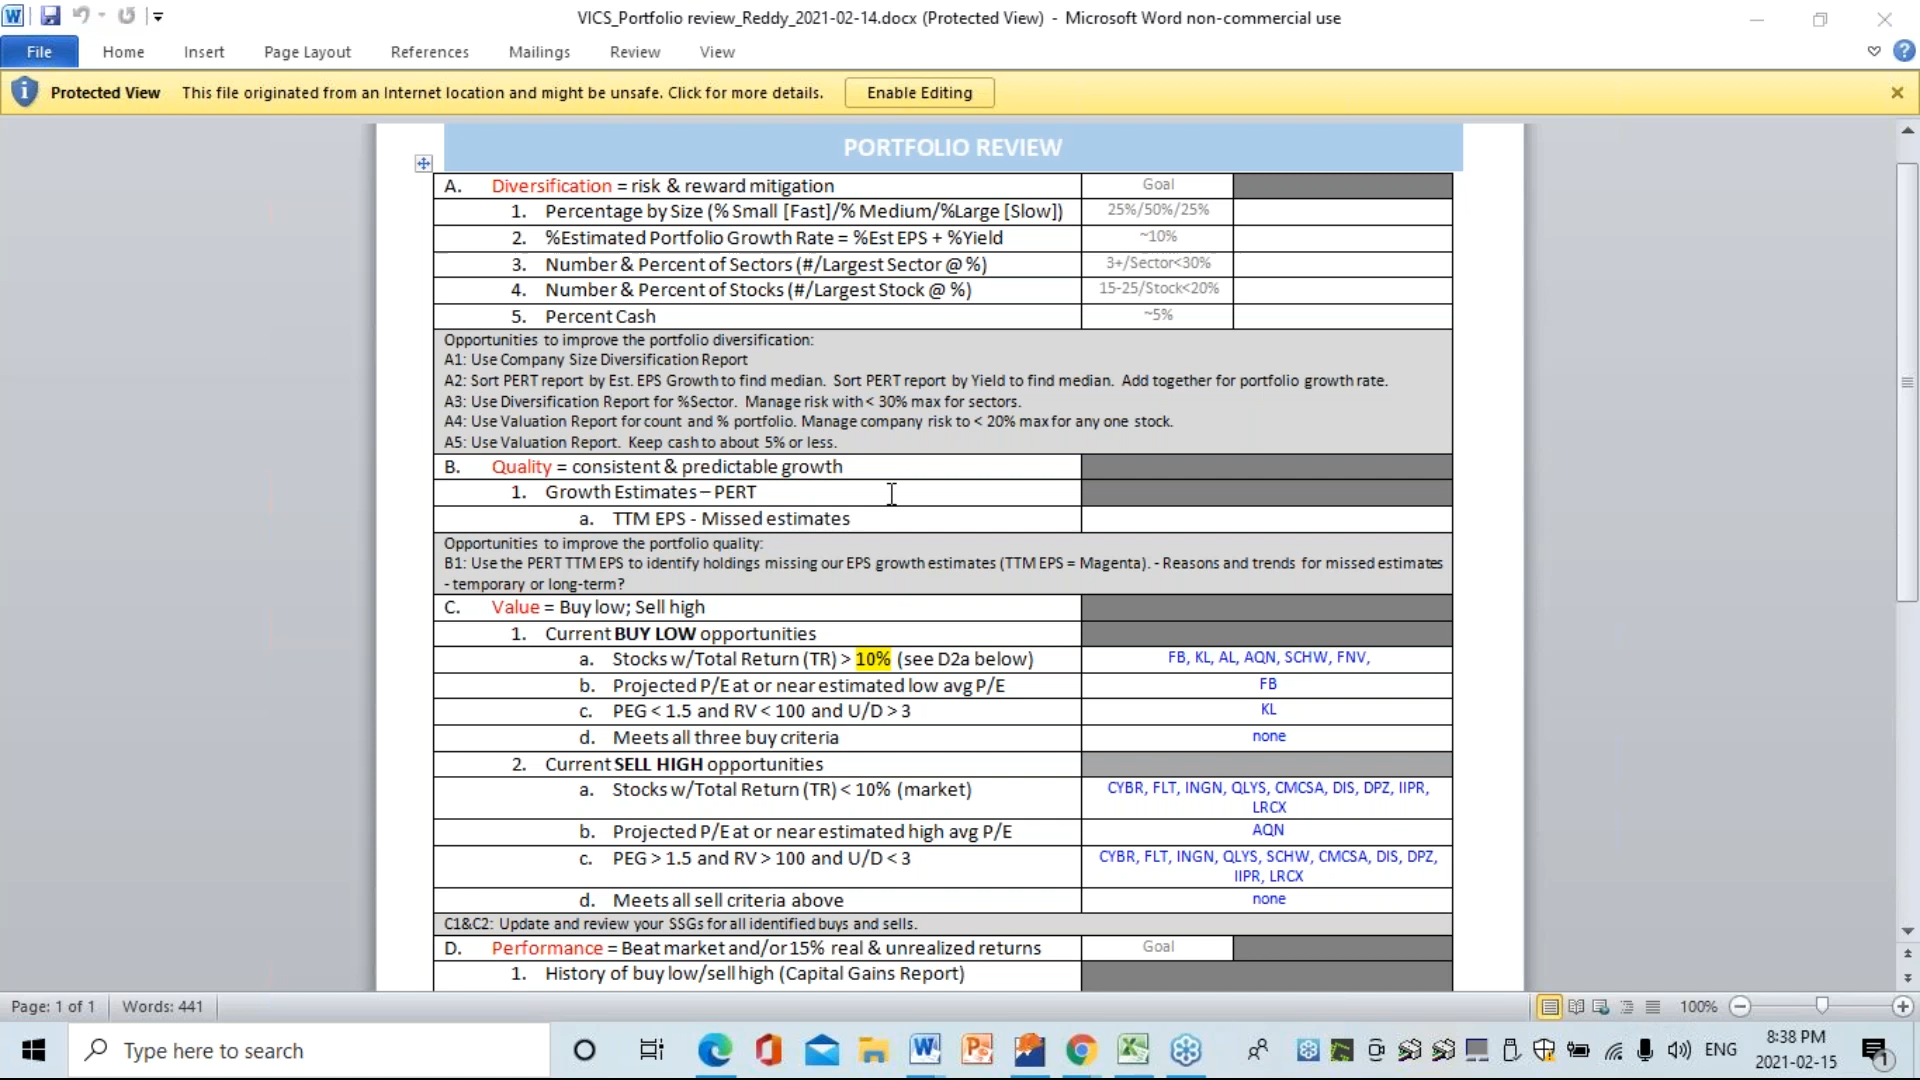 VICS_Portfolio review_Reddy_2021-02-14.docx (Protected View) - Microsoft Word non-commercial use
File Home Insert Page Layout References Mailings Review View
Protected View This file originated from an Internet location and might be unsafe. Click for more details. Enable Editing
PORTFOLIO REVIEW
A. Diversification = risk & reward mitigation Goal
1. Percentage by Size (% Small [Fast]/% Medium/%Large [Slow]) 25%/50%/25%
2. %Estimated Portfolio Growth Rate = %Est EPS + %Yield ~10%
3. Number & Percent of Sectors (#/Largest Sector @ %) 3+/Sector<30%
4. Number & Percent of Stocks (#/Largest Stock @ %) 15-25/Stock<20%
5. Percent Cash ~5%
Opportunities to improve the portfolio diversification:
A1: Use Company Size Diversification Report
A2: Sort PERT report by Est. EPS Growth to find median. Sort PERT report by Yield to find median. Add together for portfolio growth rate.
A3: Use Diversification Report for %Sector. Manage risk with < 30% max for sectors.
A4: Use Valuation Report for count and % portfolio. Manage company risk to < 20% max for any one stock.
A5: Use Valuation Report. Keep cash to about 5% or less.
B. Quality = consistent & predictable growth
1. Growth Estimates – PERT
a. TTM EPS - Missed estimates
Opportunities to improve the portfolio quality:
B1: Use the PERT TTM EPS to identify holdings missing our EPS growth estimates (TTM EPS = Magenta). - Reasons and trends for missed estimates
- temporary or long-term?
C. Value = Buy low; Sell high
1. Current BUY LOW opportunities
a. Stocks w/Total Return (TR) > 10% (see D2a below) FB, KL, AL, AQN, SCHW, FNV,
b. Projected P/E at or near estimated low avg P/E FB
c. PEG < 1.5 and RV < 100 and U/D > 3 KL
d. Meets all three buy criteria none
2. Current SELL HIGH opportunities
a. Stocks w/Total Return (TR) < 10% (market) CYBR, FLT, INGN, QLYS, CMCSA, DIS, DPZ, IIPR,
LRCX
b. Projected P/E at or near estimated high avg P/E AQN
c. PEG > 1.5 and RV > 100 and U/D < 3 CYBR, FLT, INGN, QLYS, SCHW, CMCSA, DIS, DPZ,
IIPR, LRCX
d. Meets all sell criteria above none
C1&C2: Update and review your SSGs for all identified buys and sells.
D. Performance = Beat market and/or 15% real & unrealized returns Goal
1. History of buy low/sell high (Capital Gains Report)
Page: 1 of 1 Words: 441 100%
Type here to search ENG 8:38 PM
2021-02-15 1